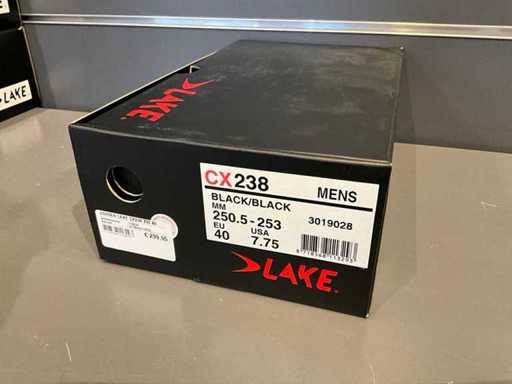 LAKE
LAKE.
CX238
MENS
BLACK/BLACK
MM
250.5-253
3019028
EU
USA
40
7.75
LAKE.
€ 299.95